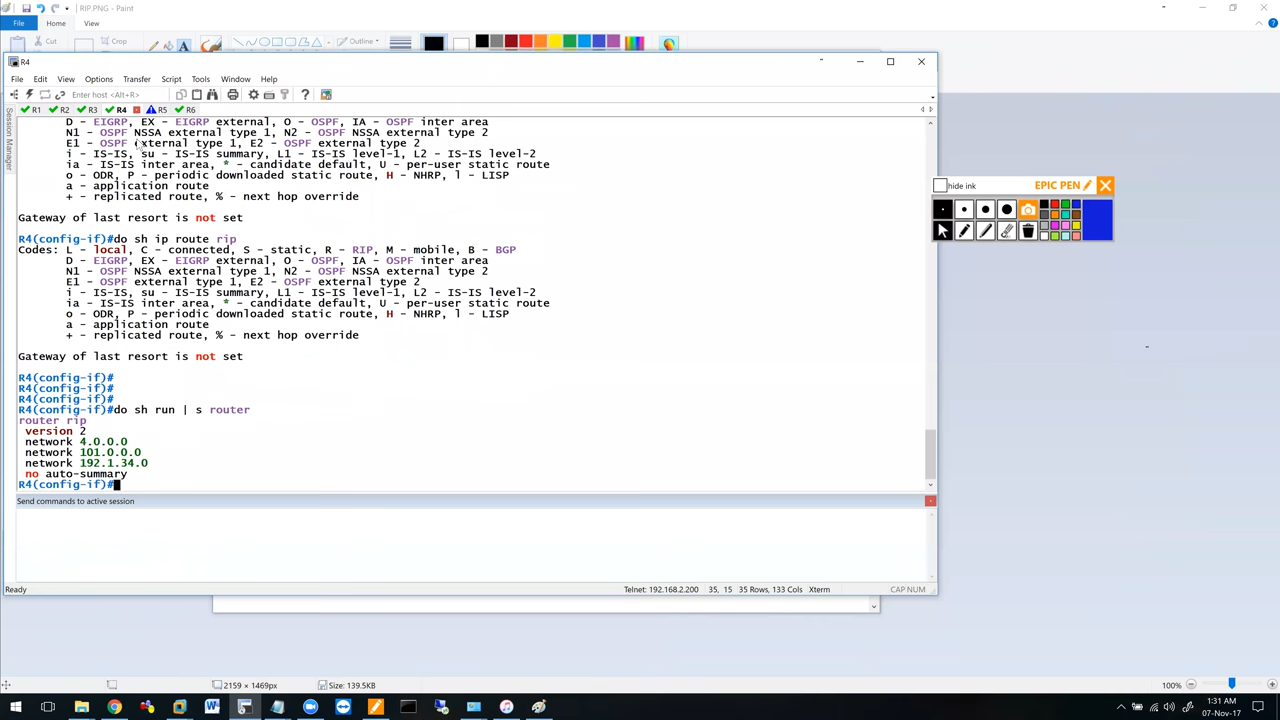 RIP.PNG - Paint
File
Home
View
Cut
Crop
Outline
R4
File Edit View Options Transfer Script Tools Window Help
Enter host <Alt+R>
R1 R2 R3 R4 R5 R6
Session Manager
D - EIGRP, EX - EIGRP external, O - OSPF, IA - OSPF inter area
N1 - OSPF NSSA external type 1, N2 - OSPF NSSA external type 2
E1 - OSPF external type 1, E2 - OSPF external type 2
i - IS-IS, su - IS-IS summary, L1 - IS-IS level-1, L2 - IS-IS level-2
ia - IS-IS inter area, * - candidate default, U - per-user static route
o - ODR, P - periodic downloaded static route, H - NHRP, l - LISP
a - application route
+ - replicated route, % - next hop override
Gateway of last resort is not set
R4(config-if)#do sh ip route rip
Codes: L - local, C - connected, S - static, R - RIP, M - mobile, B - BGP
D - EIGRP, EX - EIGRP external, O - OSPF, IA - OSPF inter area
N1 - OSPF NSSA external type 1, N2 - OSPF NSSA external type 2
E1 - OSPF external type 1, E2 - OSPF external type 2
i - IS-IS, su - IS-IS summary, L1 - IS-IS level-1, L2 - IS-IS level-2
ia - IS-IS inter area, * - candidate default, U - per-user static route
o - ODR, P - periodic downloaded static route, H - NHRP, l - LISP
a - application route
+ - replicated route, % - next hop override
Gateway of last resort is not set
R4(config-if)#
R4(config-if)#
R4(config-if)#
R4(config-if)#do sh run | s router
router rip
version 2
network 4.0.0.0
network 101.0.0.0
network 192.1.34.0
no auto-summary
R4(config-if)#
Send commands to active session
Ready
Telnet: 192.168.2.200 35, 15 35 Rows, 133 Cols Xterm CAP NUM
hide ink
EPIC PEN
2159 × 1469px
Size: 139.5KB
100%
1:31 AM
07-Nov-17